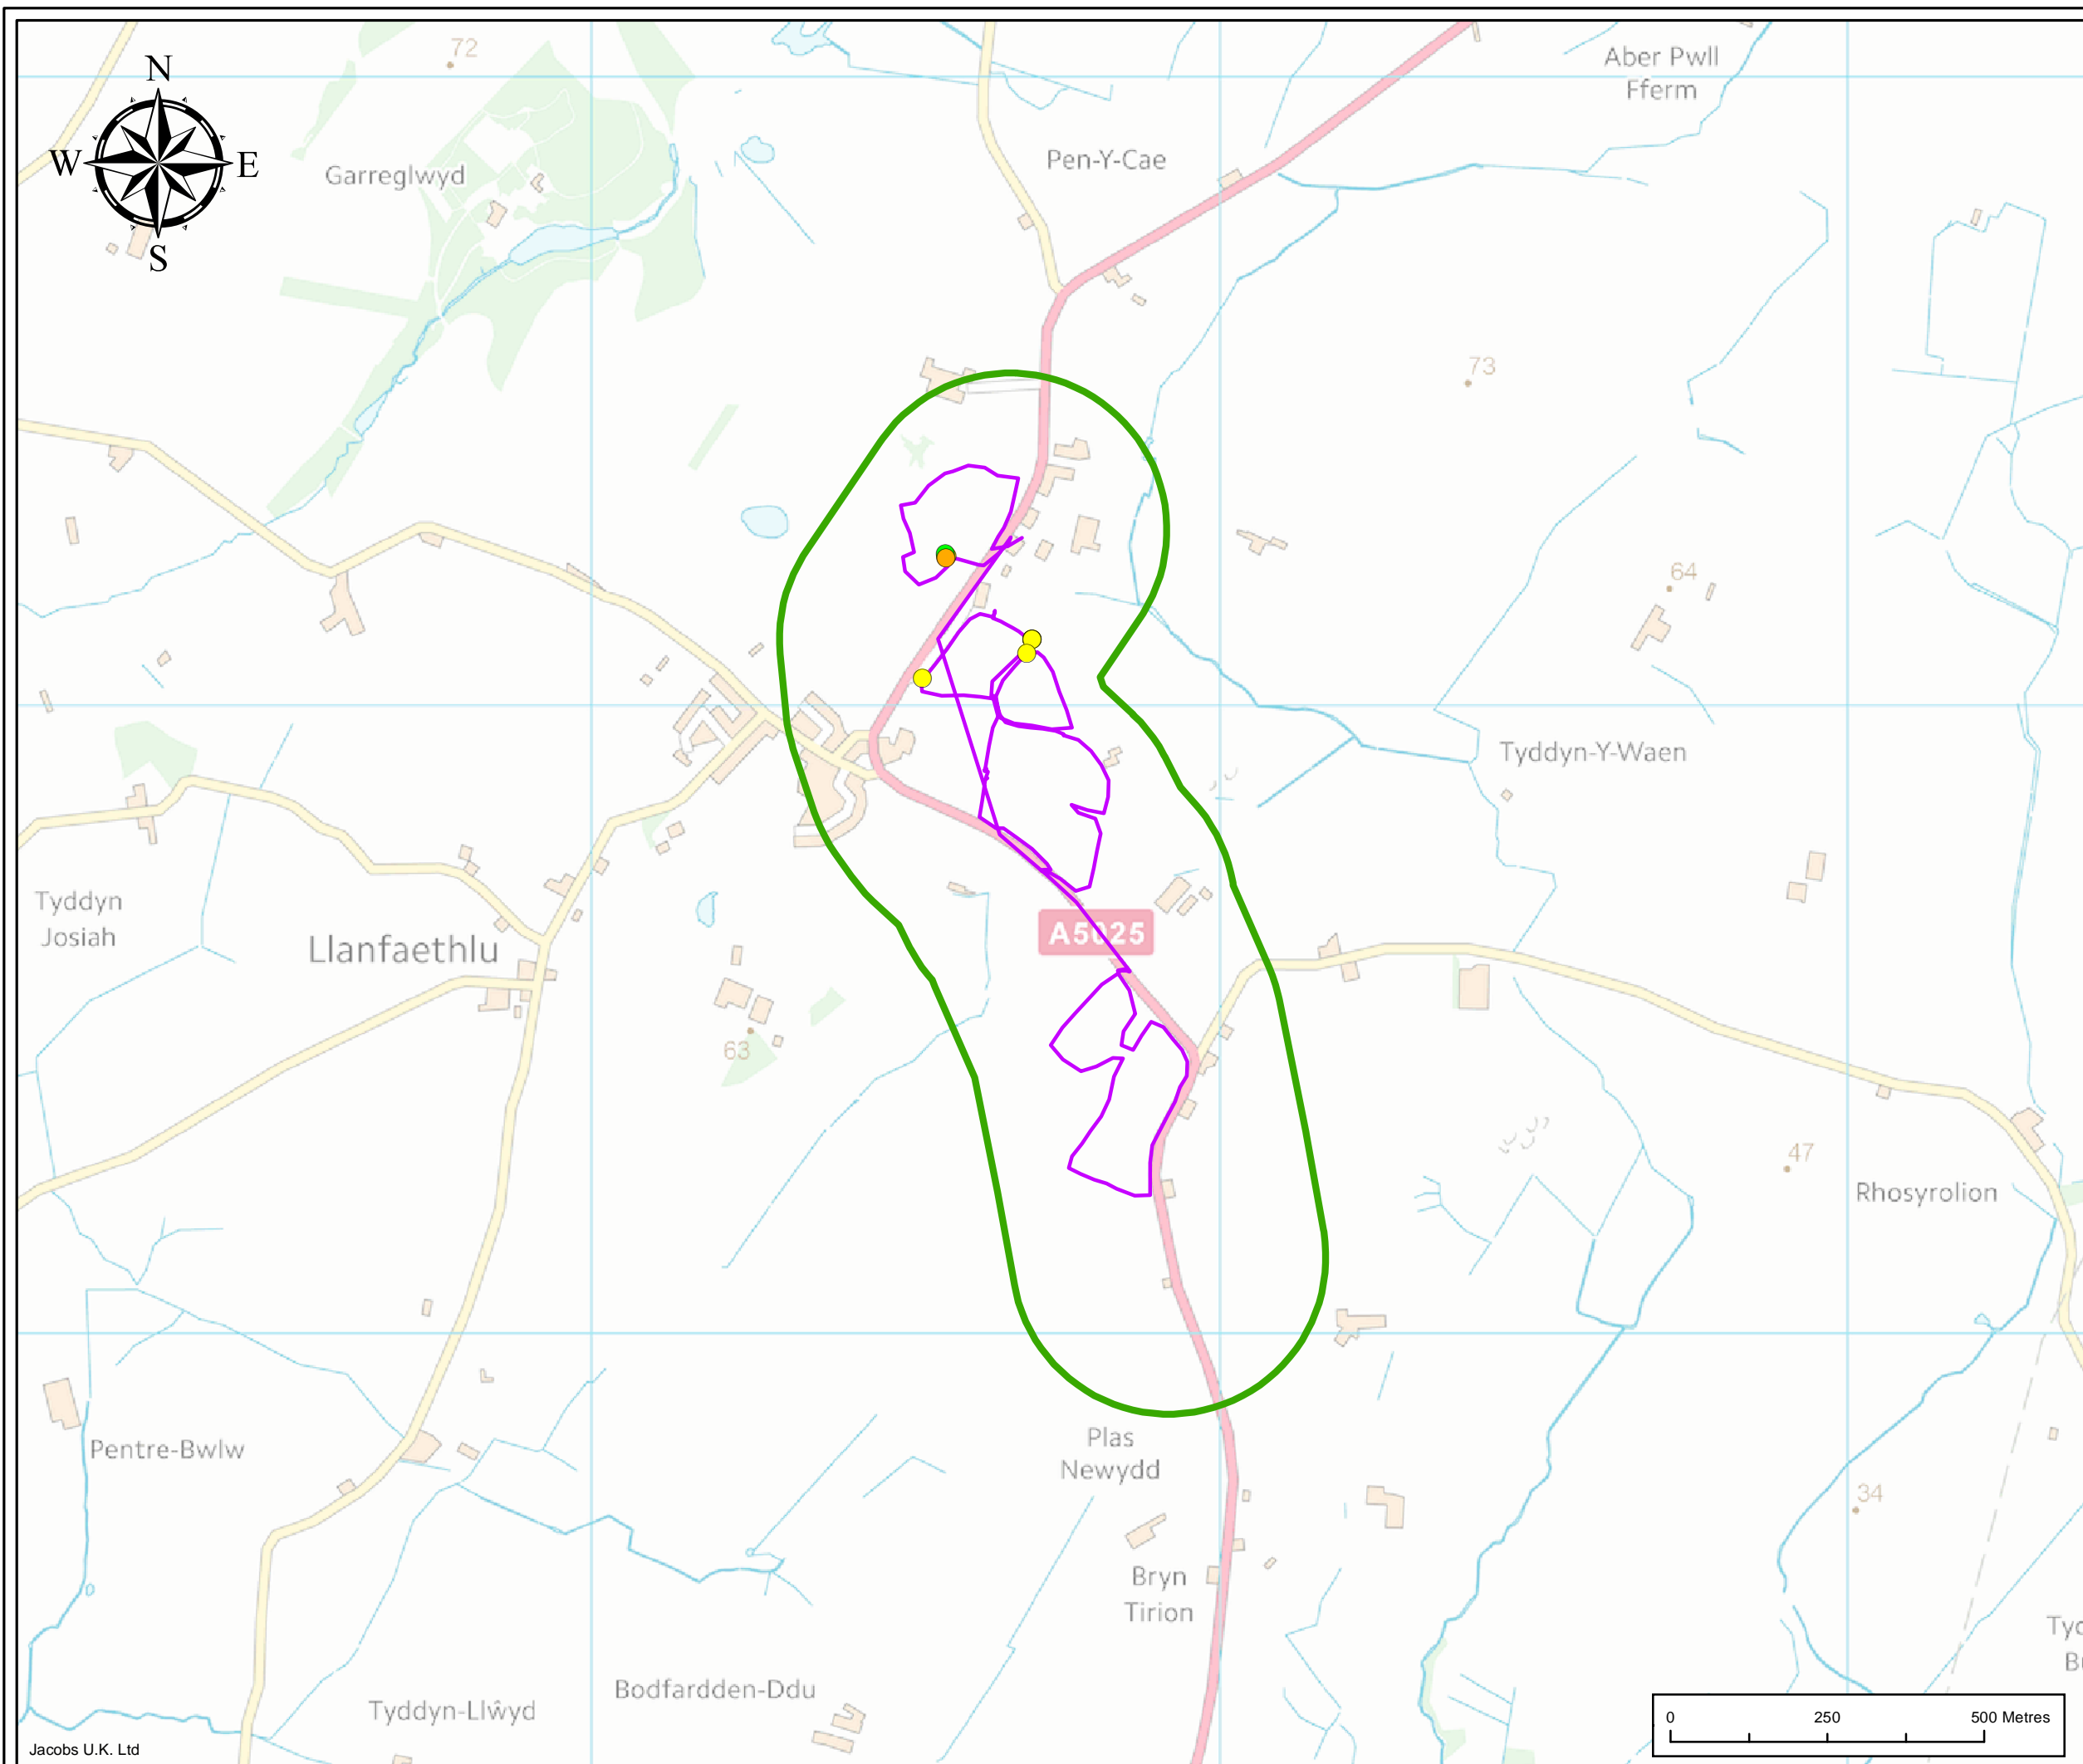 72
Aber Pwll
Fferm
N
Pen-Y-Cae
W
E
Garreglwyd
S
73
64
Tyddyn-Y-Waen
Tyddyn
Josiah
Llanfaethlu
A5025
63
47
Rhosyrolion
Plas
Newydd
Pentre-Bwlw
34
Bryn
Tirion
Bodfardden-Ddu
Tyddyn-Llŵyd
0 250 500 Metres
Jacobs U.K. Ltd